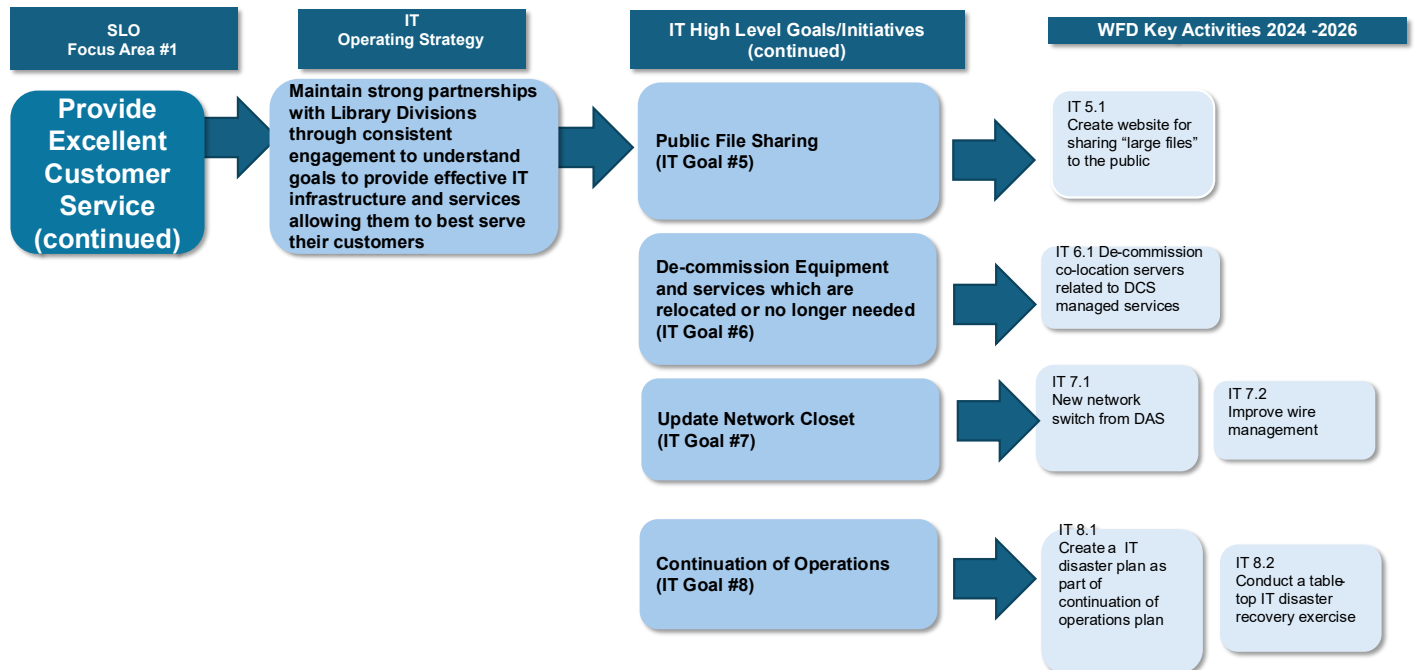 SLO
Focus Area #1
IT
Operating Strategy
IT High Level Goals/Initiatives
(continued)
WFD Key Activities 2024 -2026
Provide
Excellent
Customer
Service
(continued)
Maintain strong partnerships
with Library Divisions
through consistent
engagement to understand
goals to provide effective IT
infrastructure and services
allowing them to best serve
their customers
Public File Sharing
(IT Goal #5)
IT 5.1
Create website for
sharing “large files”
to the public
De-commission Equipment
and services which are
relocated or no longer needed
(IT Goal #6)
IT 6.1 De-commission
co-location servers
related to DCS
managed services
Update Network Closet
(IT Goal #7)
IT 7.1
New network
switch from DAS
IT 7.2
Improve wire
management
Continuation of Operations
(IT Goal #8)
IT 8.1
Create a IT
disaster plan as
part of
continuation of
operations plan
IT 8.2
Conduct a table-
top IT disaster
recovery exercise